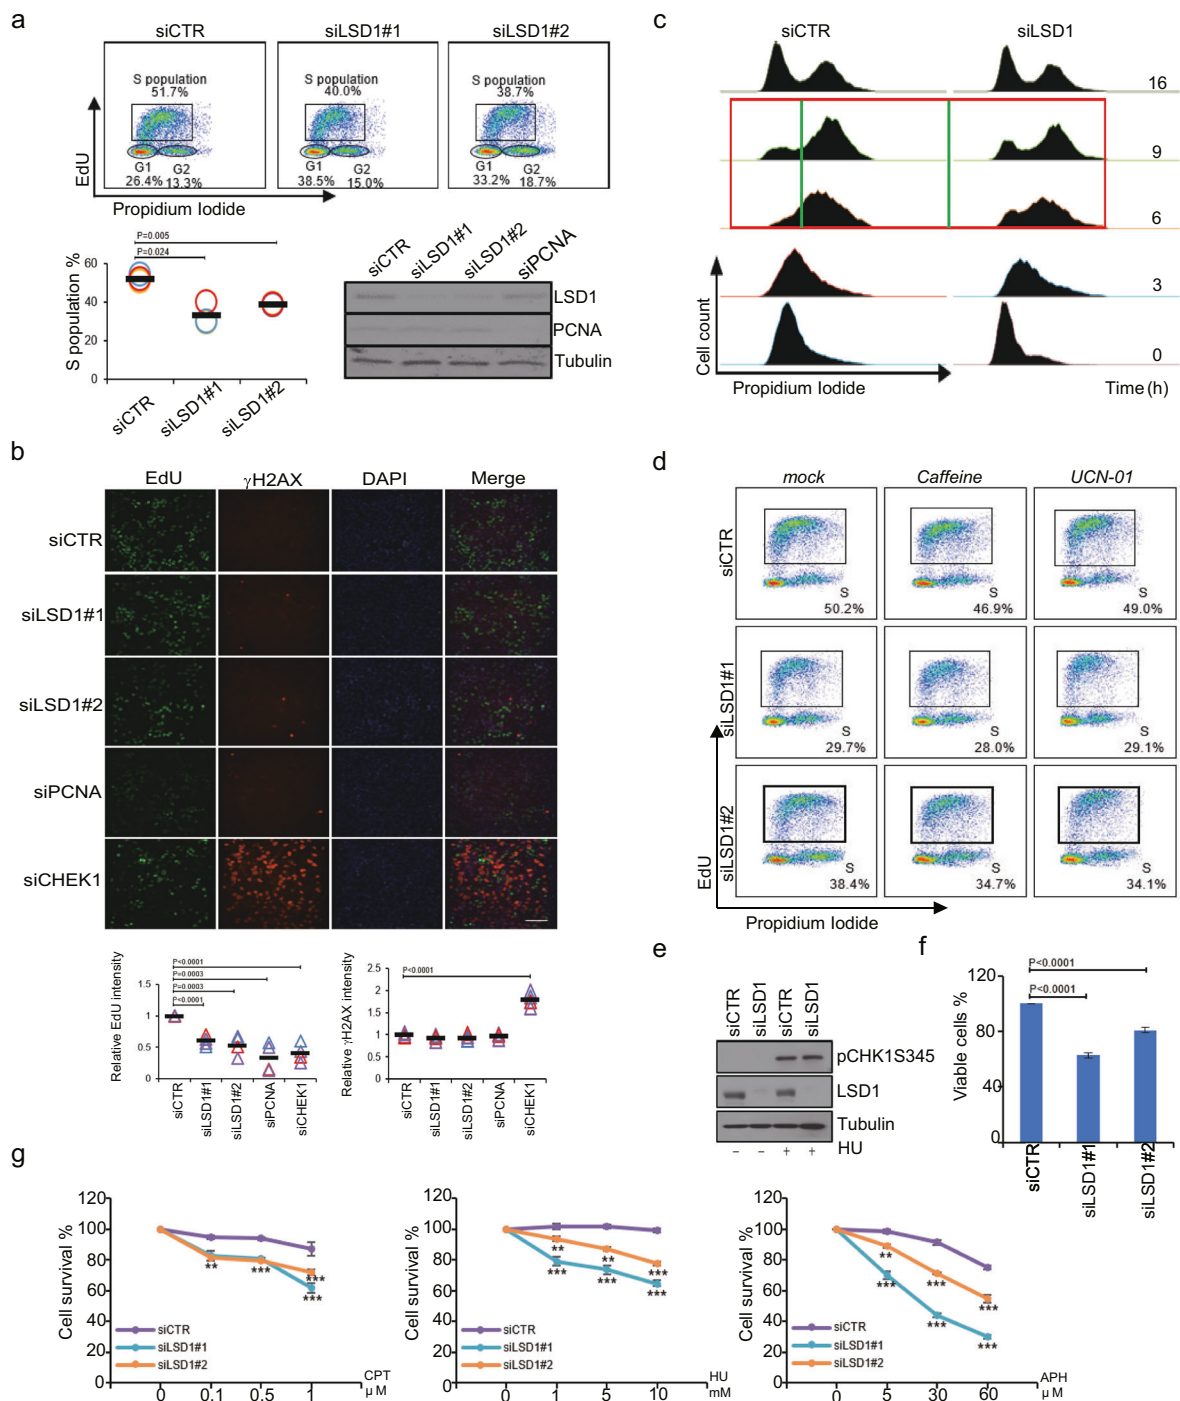 a
siCTR
siLSD1#1
siLSD1#2
S population
51.7%
S population
40.0%
S population
38.7%
G1
26.4%
G2
13.3%
G1
38.5%
G2
15.0%
G1
33.2%
G2
18.7%
EdU
Propidium Iodide
P=0.005
P=0.024
S population %
60
40
20
0
siCTR
siLSD1#1
siLSD1#2
siCTR
siLSD1#1
siLSD1#2
siPCNA
LSD1
PCNA
Tubulin
b
EdU
γH2AX
DAPI
Merge
siCTR
siLSD1#1
siLSD1#2
siPCNA
siCHEK1
P<0.0001
P=0.0003
P=0.0003
P<0.0001
Relative EdU intensity
1.5
1
0.5
0
siCTR
siLSD1#1
siLSD1#2
siPCNA
siCHEK1
P<0.0001
Relative γH2AX intensity
2.5
2
1.5
1
0.5
0
siCTR
siLSD1#1
siLSD1#2
siPCNA
siCHEK1
c
siCTR
siLSD1
16
9
6
3
0
Cell count
Propidium Iodide
Time (h)
d
mock
Caffeine
UCN-01
siCTR
S
50.2%
S
46.9%
S
49.0%
siLSD1#1
S
29.7%
S
28.0%
S
29.1%
siLSD1#2
S
38.4%
S
34.7%
S
34.1%
EdU
Propidium Iodide
e
siCTR
siLSD1
siCTR
siLSD1
pCHK1S345
LSD1
Tubulin
HU
− − + +
f
P<0.0001
P<0.0001
Viable cells %
120
80
40
0
siCTR
siLSD1#1
siLSD1#2
g
Cell survival %
120
100
80
60
40
20
0
** *** ***
***
siCTR
siLSD1#1
siLSD1#2
0 0.1 0.5 1
CPT
µ M
Cell survival %
120
100
80
60
40
20
0
** ** ***
*** *** ***
siCTR
siLSD1#1
siLSD1#2
0 1 5 10
HU
mM
Cell survival %
120
100
80
60
40
20
0
** *** ***
*** *** ***
siCTR
siLSD1#1
siLSD1#2
0 5 30 60
APH
µ M